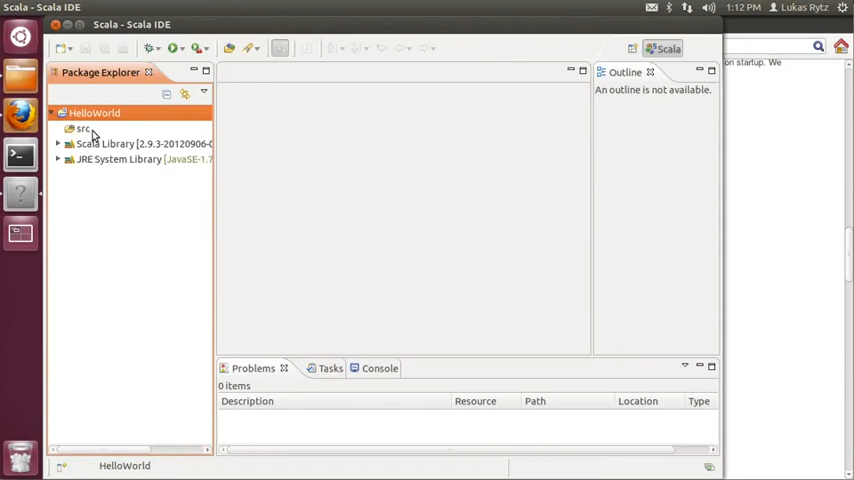 Scala - Scala IDE
1:12 PM
Lukas Rytz
Scala - Scala IDE
Scala
on startup. We
Package Explorer
Outline
An outline is not available.
HelloWorld
src
Scala Library [2.9.3-20120906-0
JRE System Library [JavaSE-1.7
Problems
Tasks
Console
0 items
Description
Resource
Path
Location
Type
HelloWorld